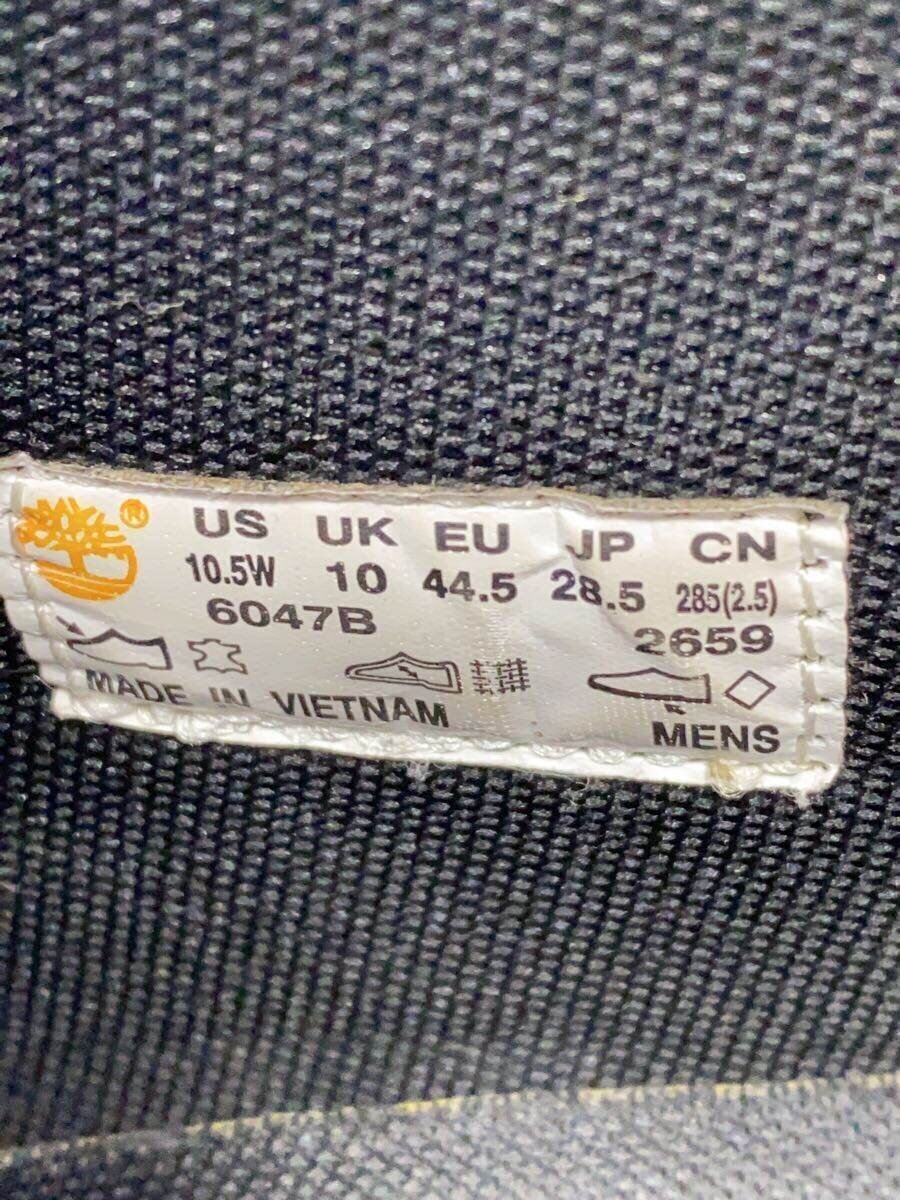 ®
US UK EU JP CN
10.5W 10 44.5 28.5 285(2.5)
6047B 2659
MADE IN VIETNAM
MENS